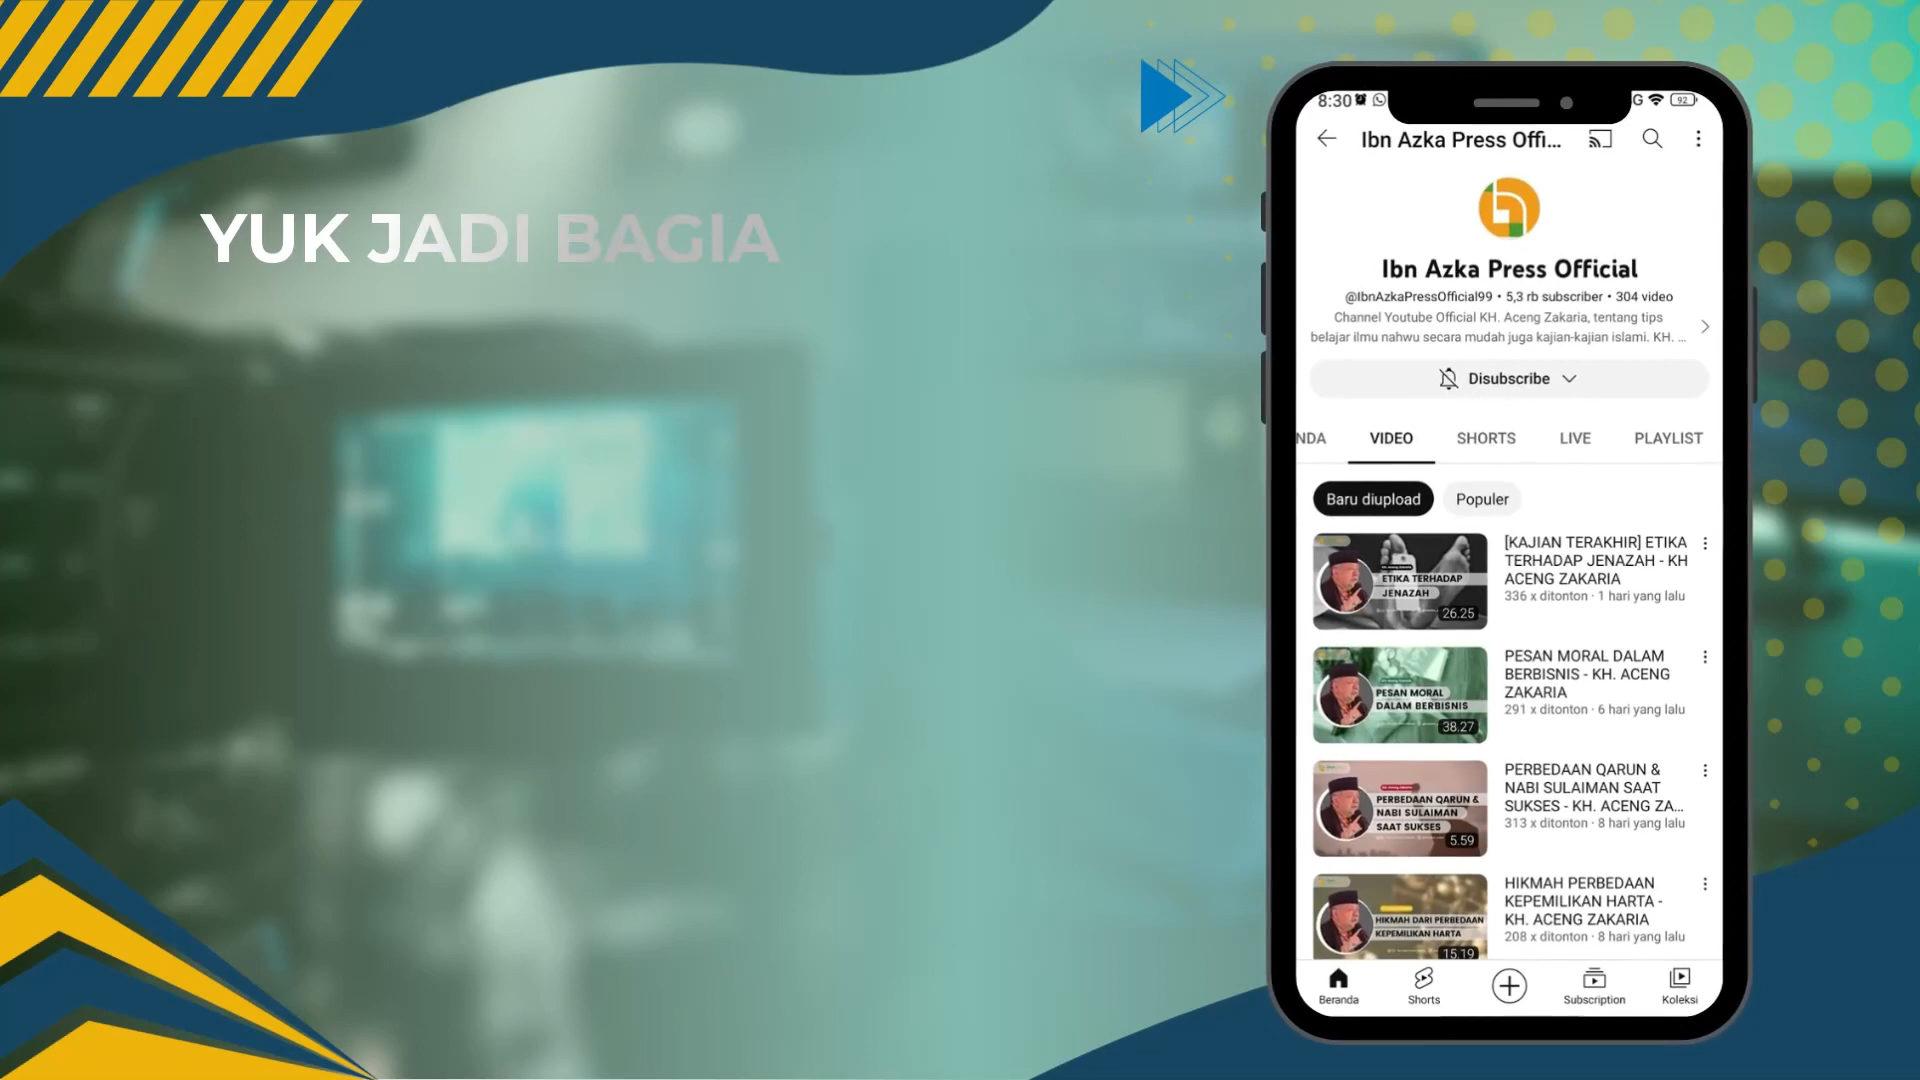 YUK JADI BAGIA
8:30
G
92
Ibn Azka Press Offi...
Ibn Azka Press Official
@IbnAzkaPressOfficial99 • 5,3 rb subscriber • 304 video
Channel Youtube Official KH. Aceng Zakaria, tentang tips
belajar ilmu nahwu secara mudah juga kajian-kajian islami. KH. ...
Disubscribe
NDA VIDEO SHORTS LIVE PLAYLIST
Baru diupload Populer
ETIKA TERHADAP
JENAZAH
26.25
[KAJIAN TERAKHIR] ETIKA
TERHADAP JENAZAH - KH
ACENG ZAKARIA
336 x ditonton · 1 hari yang lalu
PESAN MORAL
DALAM BERBISNIS
38.27
PESAN MORAL DALAM
BERBISNIS - KH. ACENG
ZAKARIA
291 x ditonton · 6 hari yang lalu
PERBEDAAN QARUN &
NABI SULAIMAN
SAAT SUKSES
5.59
PERBEDAAN QARUN &
NABI SULAIMAN SAAT
SUKSES - KH. ACENG ZA...
313 x ditonton · 8 hari yang lalu
HIKMAH DARI PERBEDAAN
KEPEMILIKAN HARTA
15.19
HIKMAH PERBEDAAN
KEPEMILIKAN HARTA -
KH. ACENG ZAKARIA
208 x ditonton · 8 hari yang lalu
Beranda Shorts Subscription Koleksi